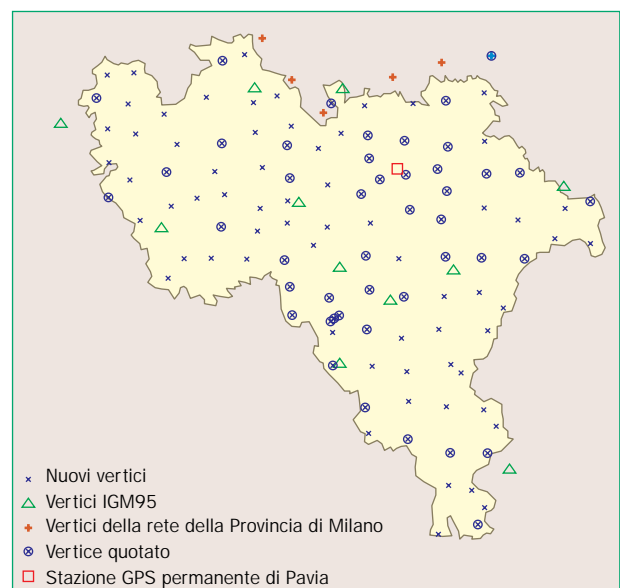 Nuovi vertici
Vertici IGM95
Vertici della rete della Provincia di Milano
Vertice quotato
Stazione GPS permanente di Pavia